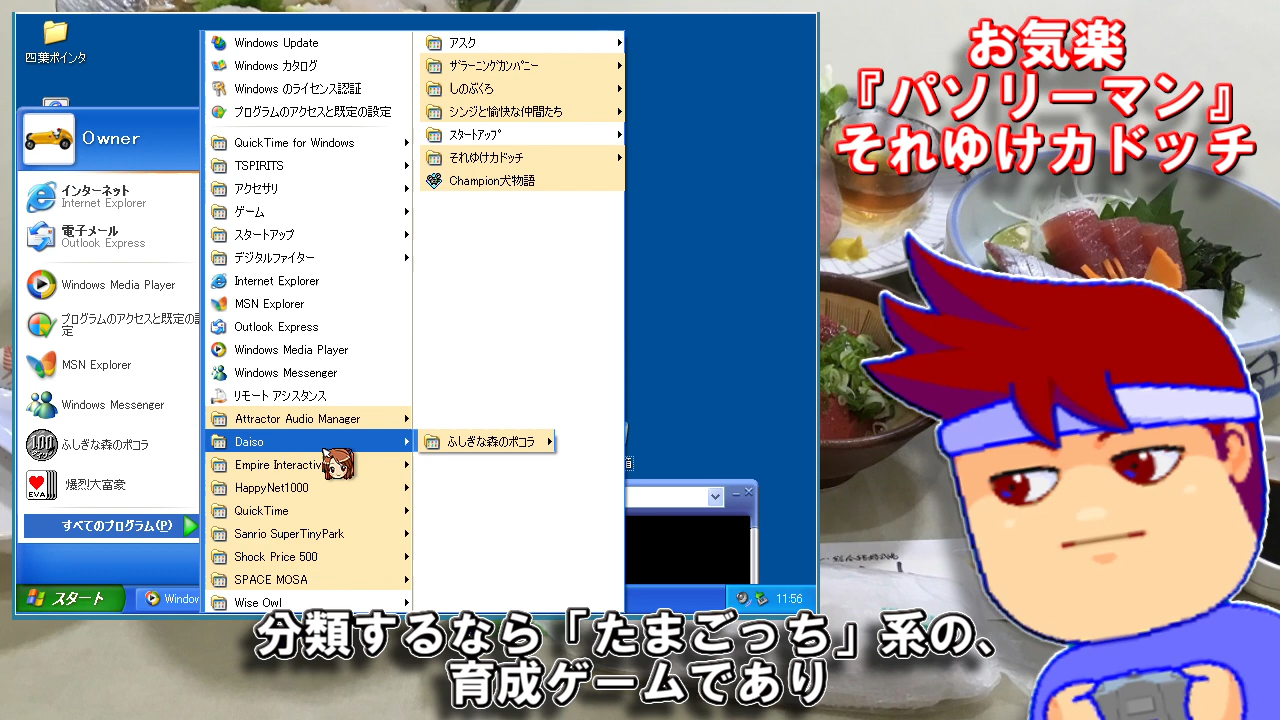 お気楽
『パソリーマン』
それゆけカドッチ
四葉ポインタ
Owner
インターネット
Internet Explorer
電子メール
Outlook Express
Windows Media Player
プログラムのアクセスと既定の設
定
MSN Explorer
Windows Messenger
ふしぎな森のポコラ
爆烈大富豪
EVA
すべてのプログラム(P)
スタート
Window
Windows Update
Windows カタログ
Windows のライセンス認証
プログラムのアクセスと既定の設定
QuickTime for Windows
TSPIRITS
アクセサリ
ゲーム
スタートアップ
デジタルファイター
Internet Explorer
MSN Explorer
Outlook Express
Windows Media Player
Windows Messenger
リモート アシスタンス
Attractor Audio Manager
Daiso
Empire Interactiv
HappyNet1000
QuickTime
Sanrio SuperTinyPark
Shock Price 500
SPACE MOSA
Wise Owl
アスク
ザラーニングカンパニー
しのぶくろ
シンジと愉快な仲間たち
スタートアップ
それゆけカドッチ
Champion犬物語
ふしぎな森のポコラ
11:56
分類するなら「たまごっち」系の、
育成ゲームであり